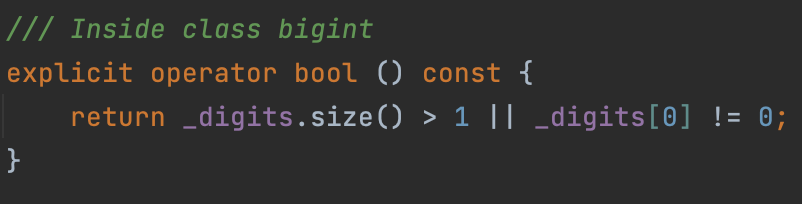 /// Inside class bigint
explicit operator bool () const {
    return _digits.size() > 1 || _digits[0] != 0;
}